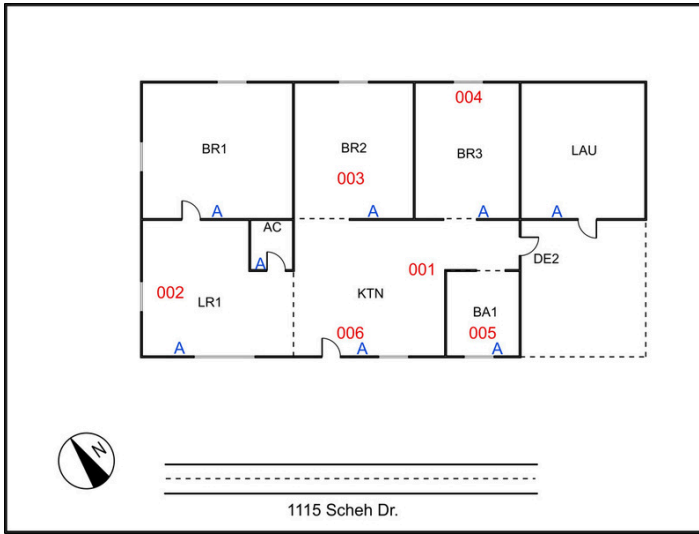 004
BR1
BR2
BR3
LAU
003
A
A
A
A
AC
A
001
DE2
002
LR1
KTN
BA1
006
005
A
A
A
N
1115 Scheh Dr.